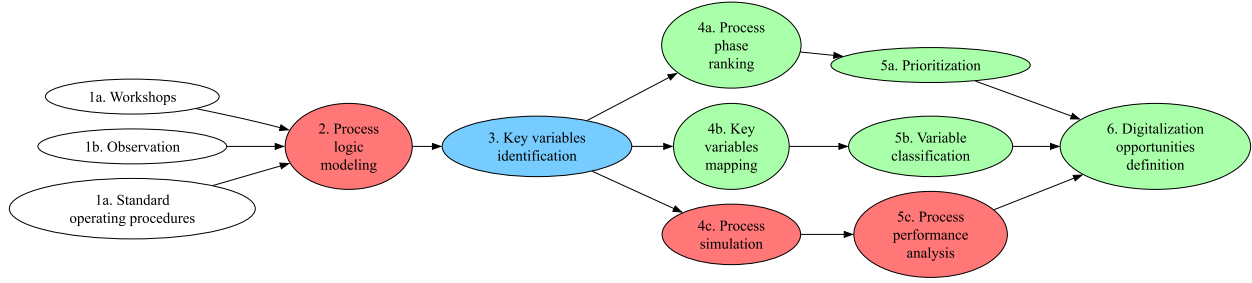 1a. Workshops
1b. Observation
1a. Standard
operating procedures
2. Process
logic
modeling
3. Key variables
identification
4a. Process
phase
ranking
4b. Key
variables
mapping
4c. Process
simulation
5a. Prioritization
5b. Variable
classification
5c. Process
performance
analysis
6. Digitalization
opportunities
definition